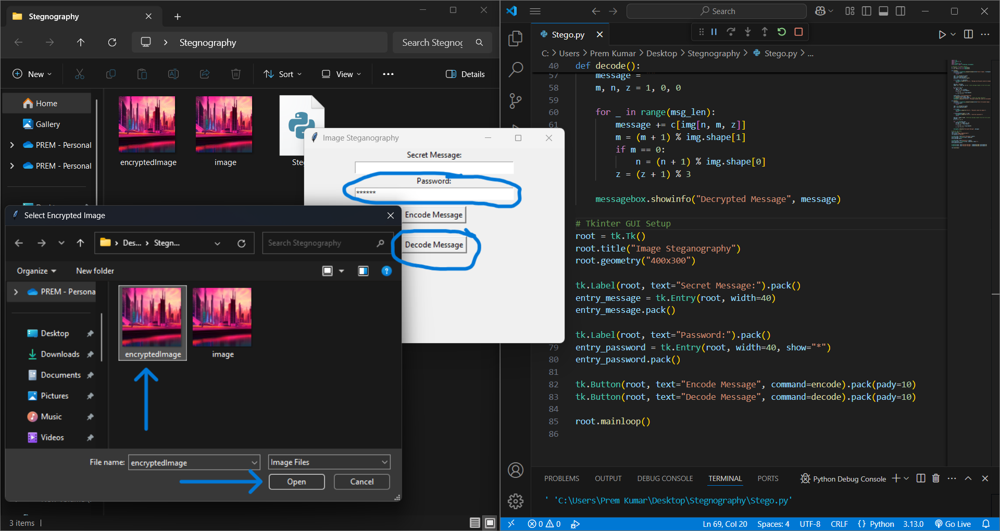 Stegnography
Stegnography
Search Stegnog
New
Sort
View
Details
Home
Gallery
PREM - Personal
PREM - Personal
encryptedImage
image
Ste
Image Steganography
Secret Message:
Password:
******
Encode Message
Decode Message
Select Encrypted Image
Des...
Stegn...
Search Stegnography
Organize
New folder
PREM - Persona
Desktop
Downloads
Documents
Pictures
Music
Videos
encryptedImage
image
File name:
encryptedImage
Image Files
Open
Cancel
3 items
Search
Stego.py
C: > Users > Prem Kumar > Desktop > Stegnography > Stego.py > ...
40 def decode():
57 message =
58 m, n, z = 1, 0, 0
59
60 for _ in range(msg_len):
61 message += c[img[n, m, z]]
m = (m + 1) % img.shape[1]
if m == 0:
n = (n + 1) % img.shape[0]
z = (z + 1) % 3
messagebox.showinfo("Decrypted Message", message)
# Tkinter GUI Setup
root = tk.Tk()
root.title("Image Steganography")
root.geometry("400x300")
tk.Label(root, text="Secret Message:").pack()
entry_message = tk.Entry(root, width=40)
entry_message.pack()
tk.Label(root, text="Password:").pack()
79 entry_password = tk.Entry(root, width=40, show="*")
80 entry_password.pack()
81
82 tk.Button(root, text="Encode Message", command=encode).pack(pady=10)
83 tk.Button(root, text="Decode Message", command=decode).pack(pady=10)
84
85 root.mainloop()
86
PROBLEMS
OUTPUT
DEBUG CONSOLE
TERMINAL
PORTS
Python Debug Console
' 'C:\Users\Prem Kumar\Desktop\Stegnography\Stego.py'
0 0
Ln 69, Col 20
Spaces: 4
UTF-8
CRLF
{} Python
3.13.0
Go Live